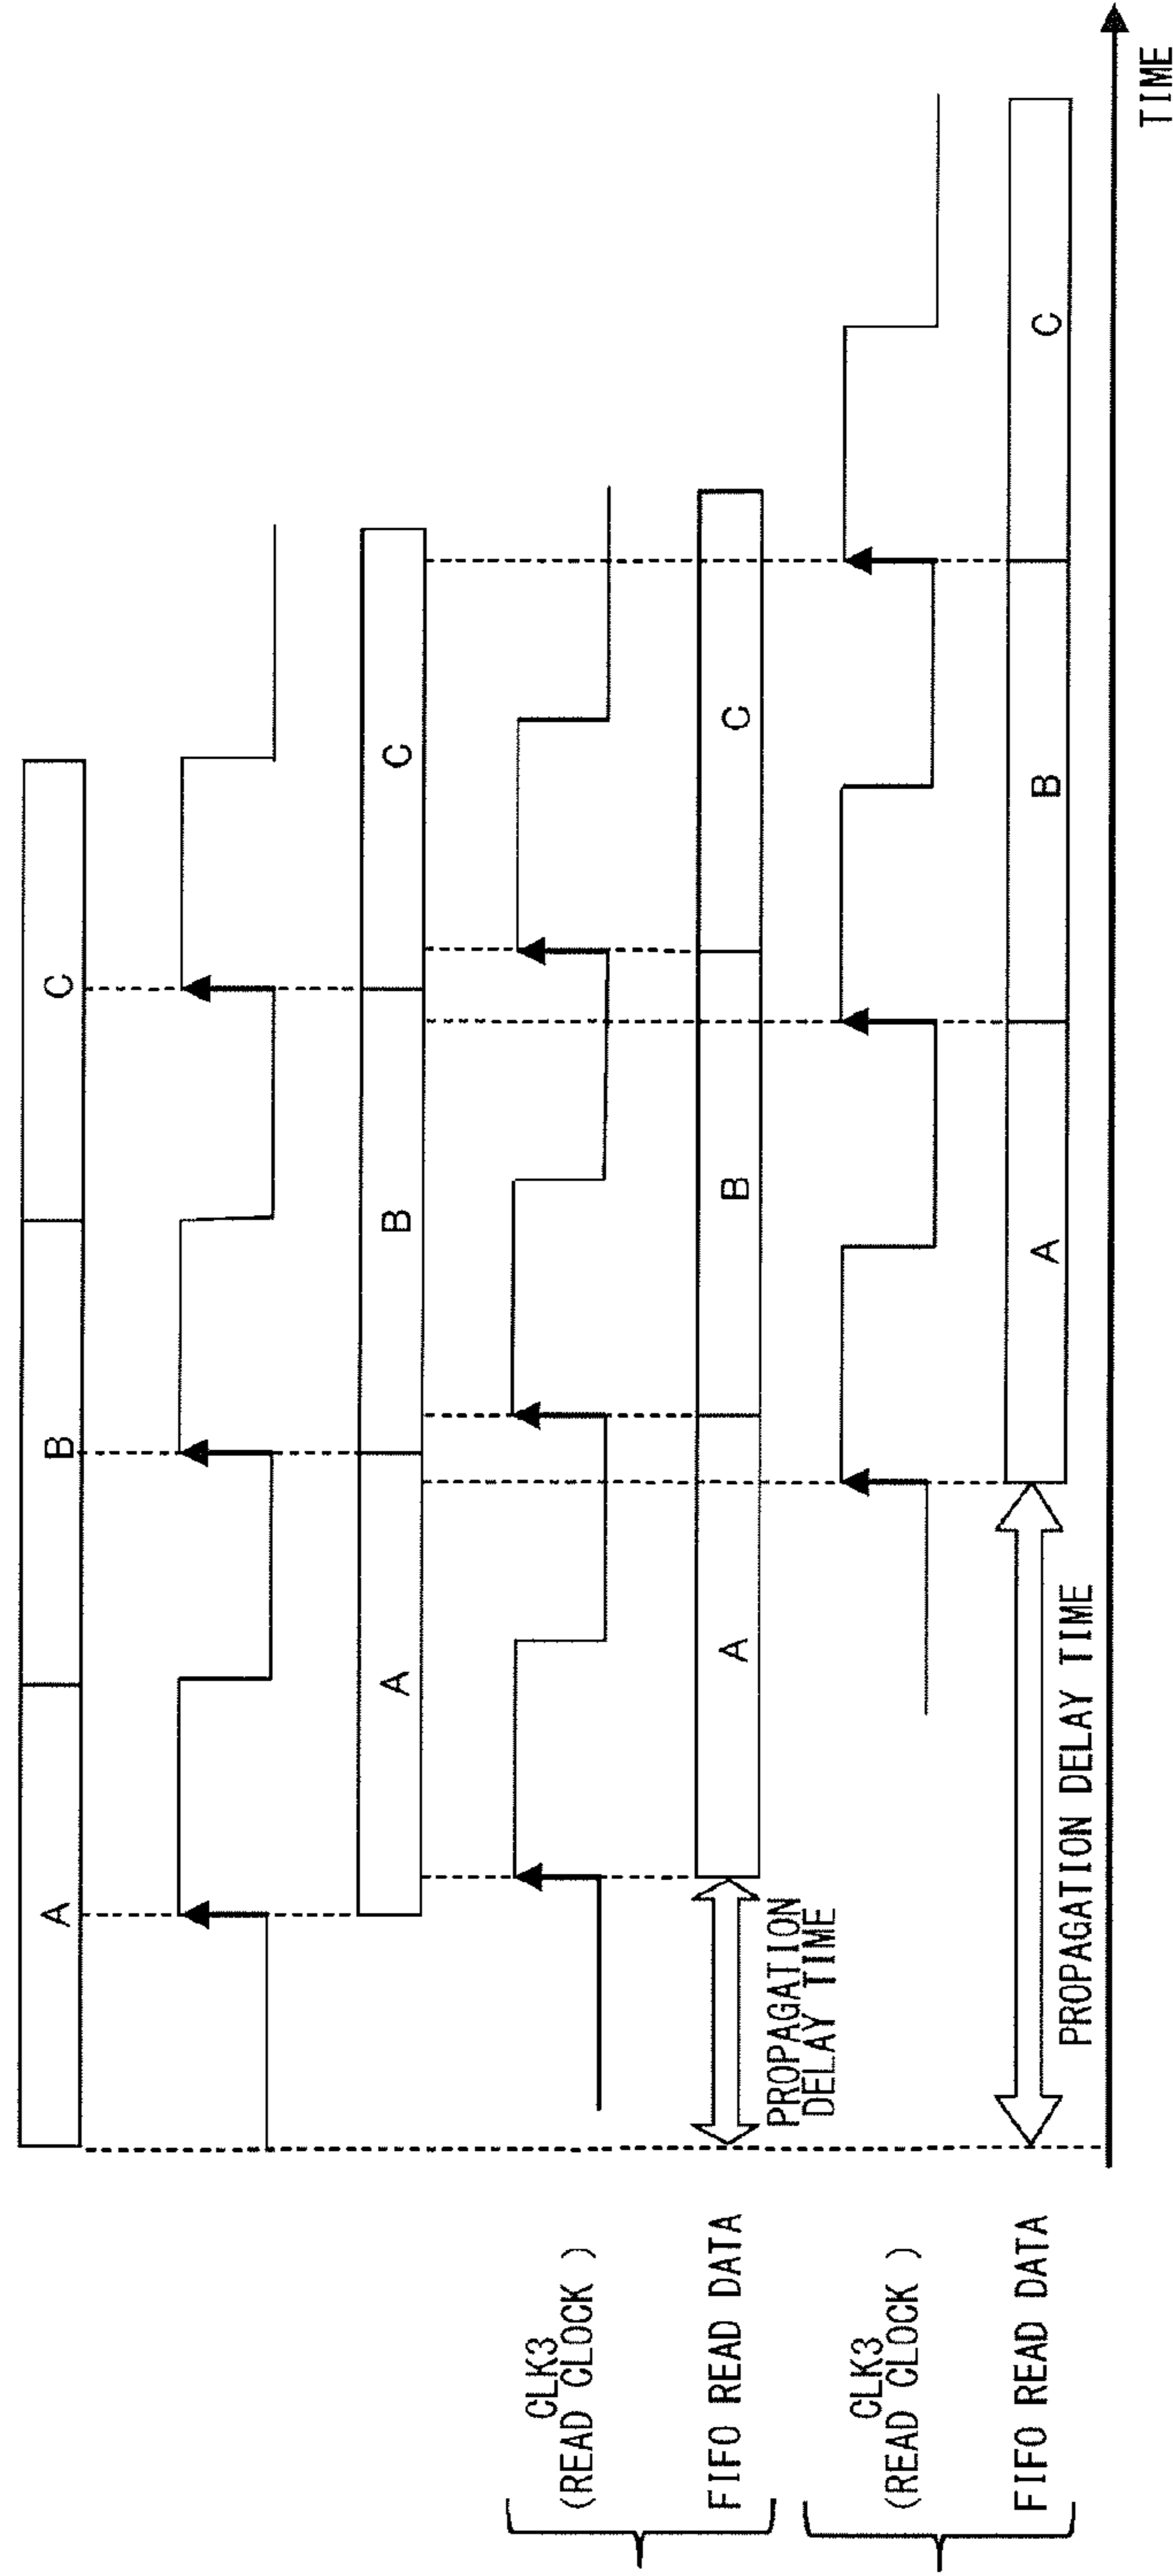 A B C
A B C
CLK3
(READ CLOCK )
FIFO READ DATA
A B C
PROPAGATION
DELAY TIME
CLK3
(READ CLOCK )
FIFO READ DATA
A B C
PROPAGATION DELAY TIME
TIME